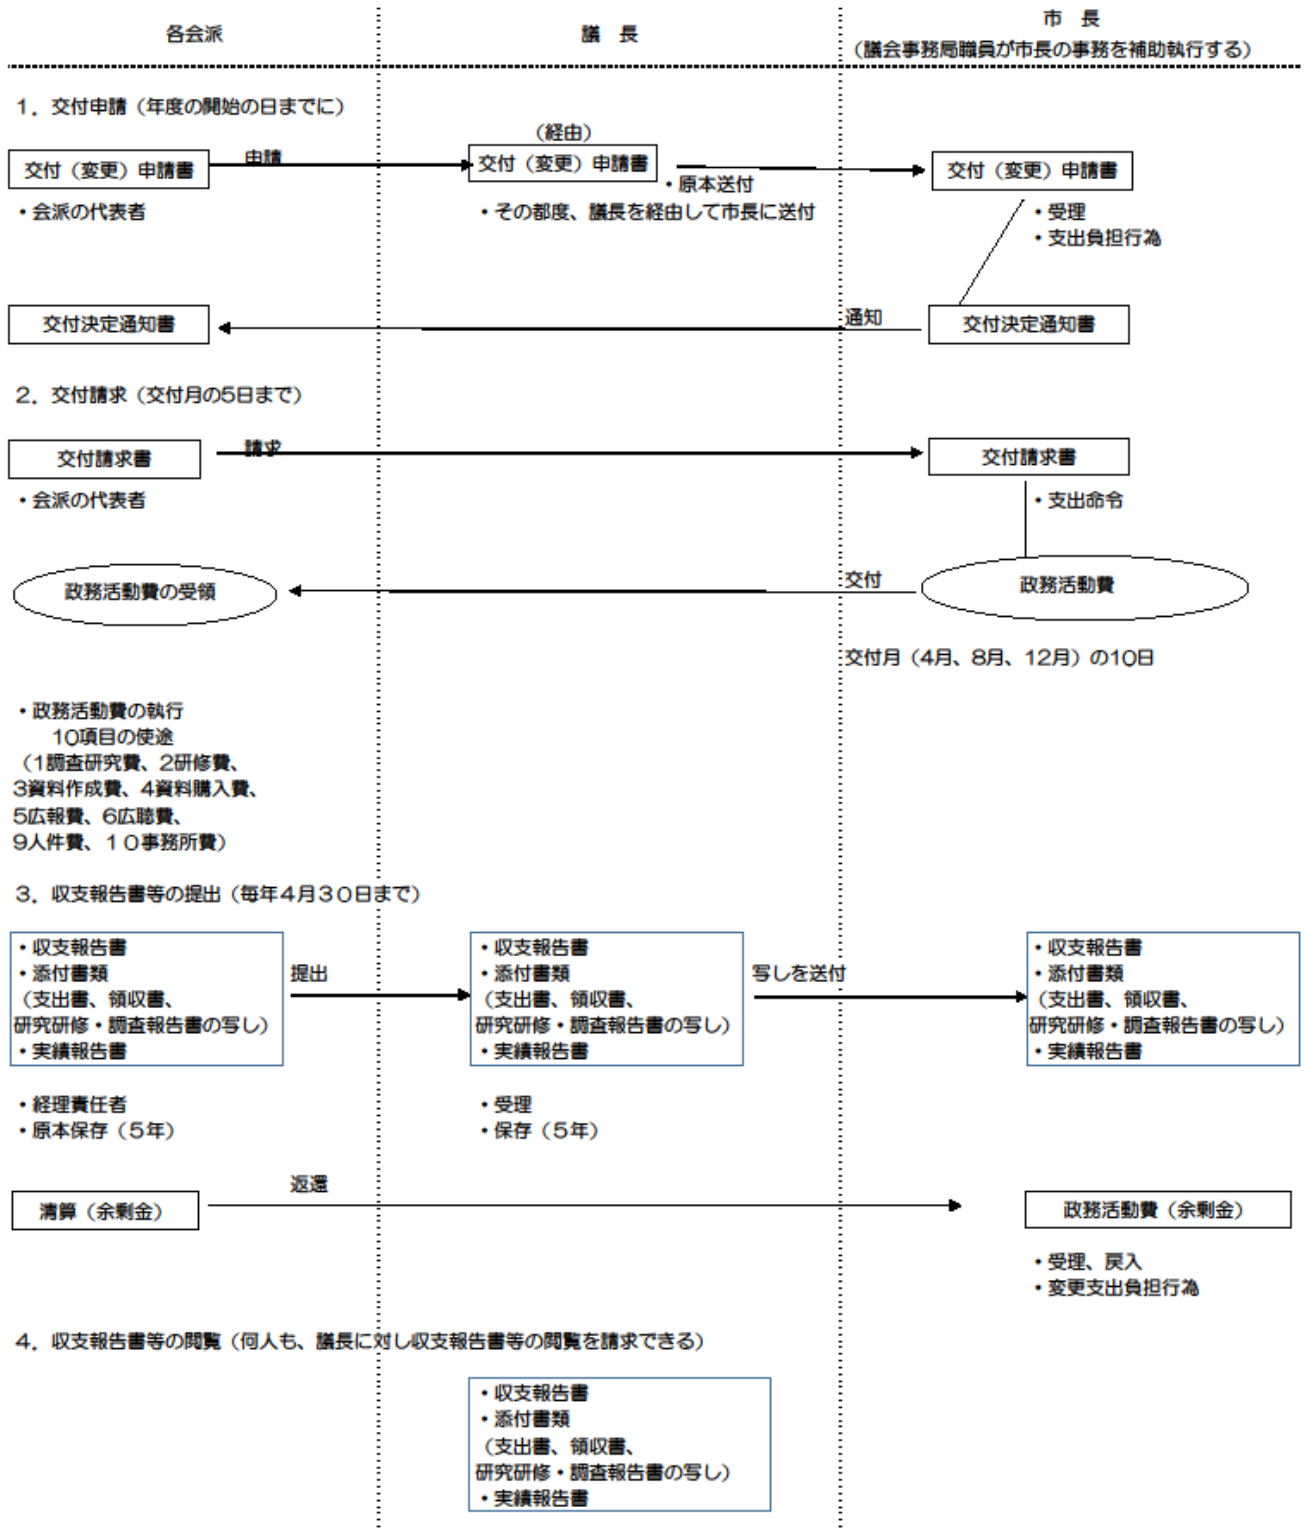 各会派
議　長
市　長
（議会事務局職員が市長の事務を補助執行する）
１．交付申請（年度の開始の日までに）
（経由）
交付（変更）申請書
申請
交付（変更）申請書
・原本送付
交付（変更）申請書
・会派の代表者
・その都度、議長を経由して市長に送付
・受理
・支出負担行為
交付決定通知書
通知
交付決定通知書
２．交付請求（交付月の5日まで）
交付請求書
請求
交付請求書
・会派の代表者
・支出命令
政務活動費の受領
交付
政務活動費
交付月（4月、8月、12月）の10日
・政務活動費の執行
10項目の使途
（1調査研究費、2研修費、
3資料作成費、4資料購入費、
5広報費、6広聴費、
9人件費、１０事務所費）
３．収支報告書等の提出（毎年４月３０日まで）
・収支報告書
・添付書類
（支出書、領収書、
研究研修・調査報告書の写し）
・実績報告書
提出
・収支報告書
・添付書類
（支出書、領収書、
研究研修・調査報告書の写し）
・実績報告書
写しを送付
・収支報告書
・添付書類
（支出書、領収書、
研究研修・調査報告書の写し）
・実績報告書
・経理責任者
・原本保存（５年）
・受理
・保存（５年）
清算（余剰金）
返還
政務活動費（余剰金）
・受理、戻入
・変更支出負担行為
４．収支報告書等の閲覧（何人も、議長に対し収支報告書等の閲覧を請求できる）
・収支報告書
・添付書類
（支出書、領収書、
研究研修・調査報告書の写し）
・実績報告書